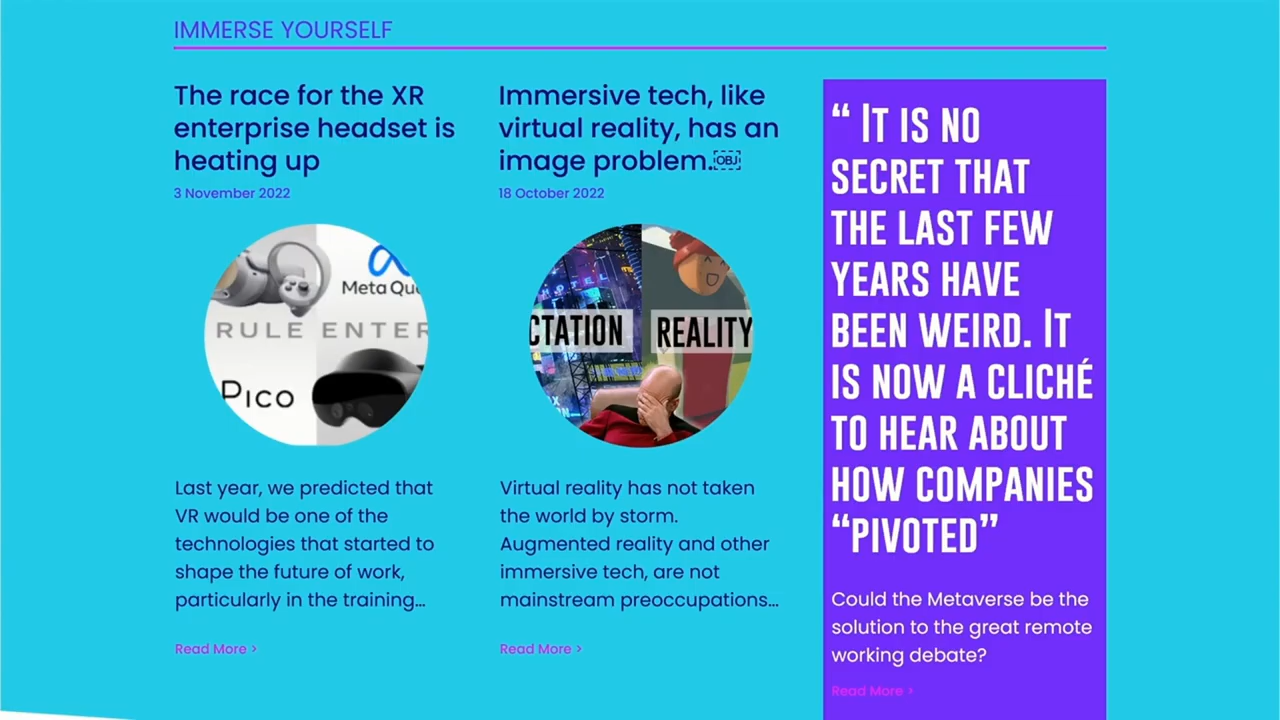 IMMERSE YOURSELF
The race for the XR
enterprise headset is
heating up
3 November 2022
Meta Qu
RULE ENTER
Pico
Last year, we predicted that
VR would be one of the
technologies that started to
shape the future of work,
particularly in the training...
Read More >
Immersive tech, like
virtual reality, has an
image problem.￼
18 October 2022
CTATION
REALITY
Virtual reality has not taken
the world by storm.
Augmented reality and other
immersive tech, are not
mainstream preoccupations...
Read More >
“ IT IS NO
SECRET THAT
THE LAST FEW
YEARS HAVE
BEEN WEIRD. IT
IS NOW A CLICHÉ
TO HEAR ABOUT
HOW COMPANIES
“PIVOTED”
Could the Metaverse be the
solution to the great remote
working debate?
Read More >